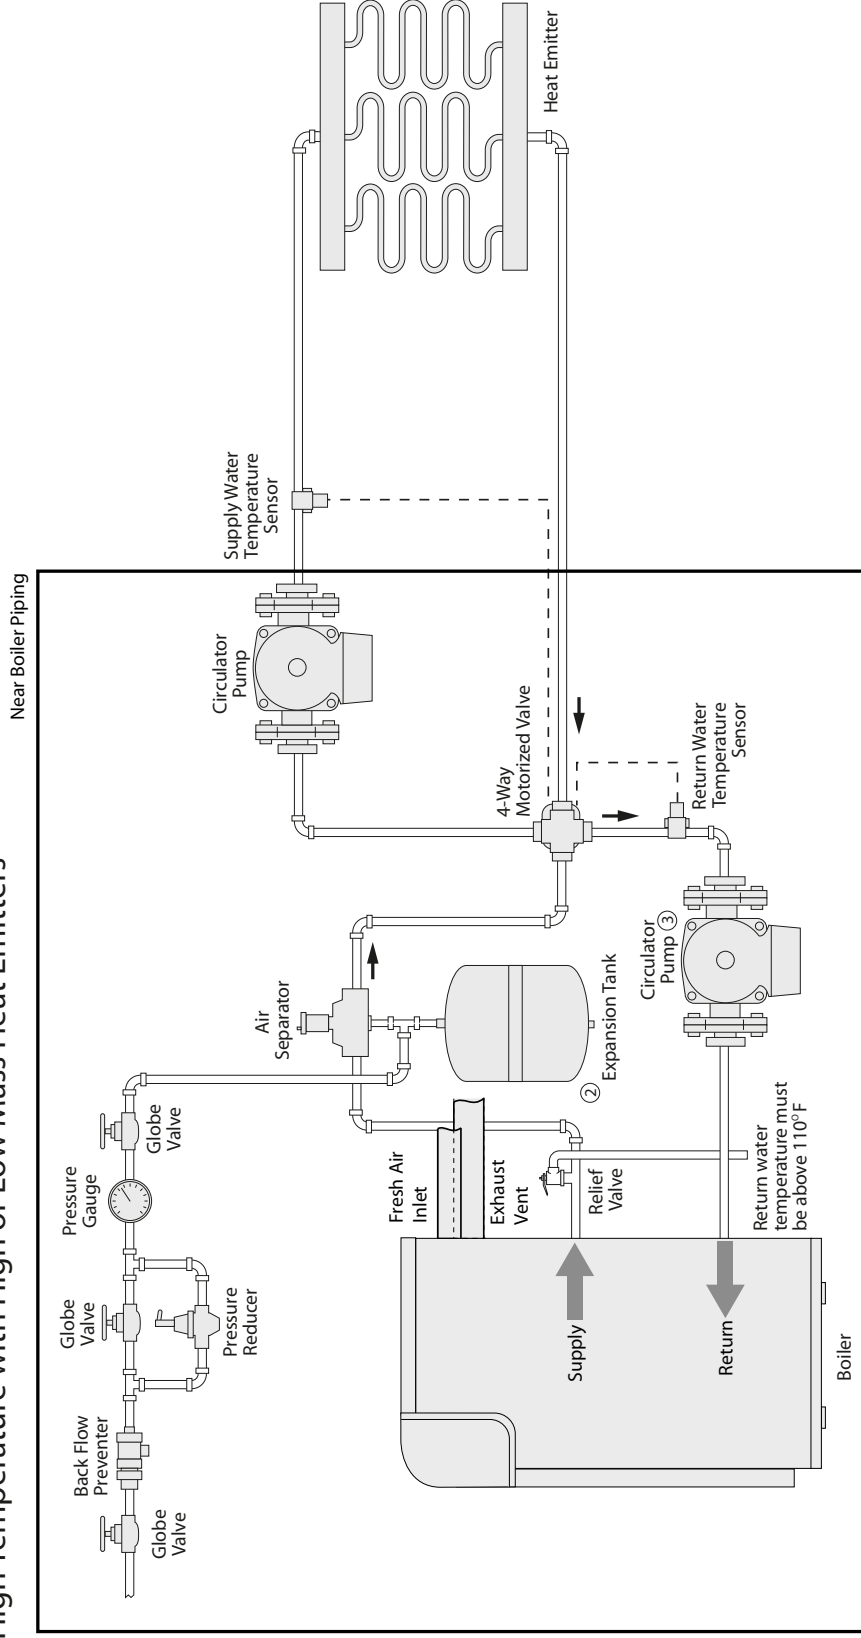 High Temperature with High or Low Mass Heat Emitters
Near Boiler Piping
Globe
Valve
Back Flow
Preventer
Globe
Valve
Pressure
Reducer
Pressure
Gauge
Globe
Valve
Air
Separator
Circulator
Pump
Supply Water
Temperature
Sensor
Heat Emitter
Fresh Air
Inlet
Exhaust
Vent
2
Expansion Tank
4-Way
Motorized Valve
Supply
Relief
Valve
Circulator
Pump 3
Return Water
Temperature
Sensor
Return
Return water
temperature must
be above 110° F
Boiler